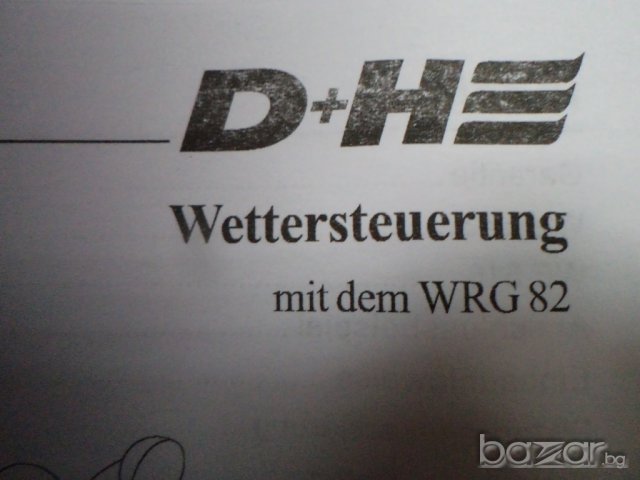 D+H
Wettersteuerung
mit dem WRG 82
bazar.bg